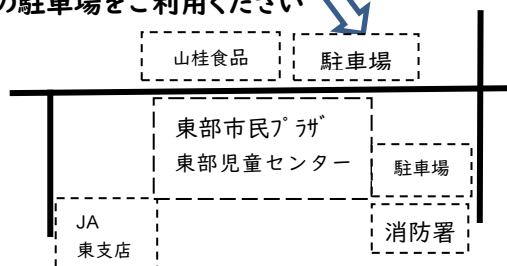 の駐車場をご利用ください
山桂食品
駐車場
東部市民ﾌﾟﾗｻﾞ
東部児童センター
駐車場
消防署
JA
東支店